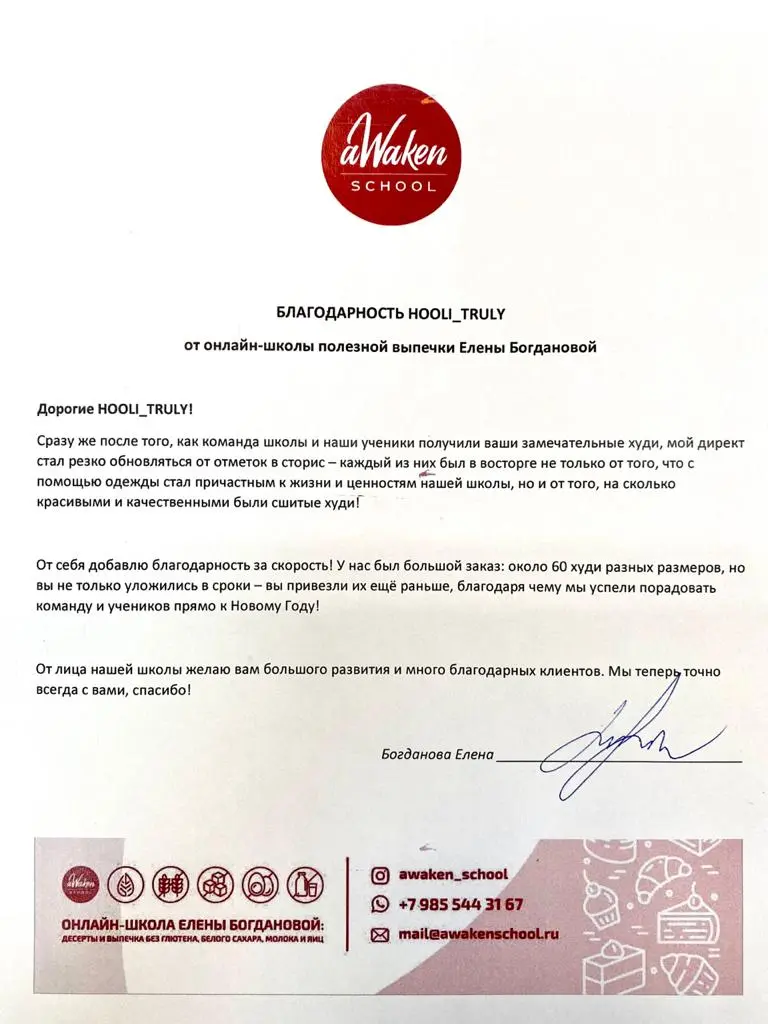 aWaken
SCHOOL
БЛАГОДАРНОСТЬ HOOLI_TRULY
от онлайн-школы полезной выпечки Елены Богдановой
Дорогие HOOLI_TRULY!
Сразу же после того, как команда школы и наши ученики получили ваши замечательные худи, мой директ
стал резко обновляться от отметок в сторис – каждый из них был в восторге не только от того, что с
помощью одежды стал причастным к жизни и ценностям нашей школы, но и от того, на сколько
красивыми и качественными были сшитые худи!
От себя добавлю благодарность за скорость! У нас был большой заказ: около 60 худи разных размеров, но
вы не только уложились в сроки – вы привезли их ещё раньше, благодаря чему мы успели порадовать
команду и учеников прямо к Новому Году!
От лица нашей школы желаю вам большого развития и много благодарных клиентов. Мы теперь точно
всегда с вами, спасибо!
Богданова Елена
aWaken
SCHOOL
ОНЛАЙН-ШКОЛА ЕЛЕНЫ БОГДАНОВОЙ:
ДЕСЕРТЫ И ВЫПЕЧКА БЕЗ ГЛЮТЕНА, БЕЛОГО САХАРА, МОЛОКА И ЯИЦ
awaken_school
+7 985 544 31 67
mail@awakenschool.ru